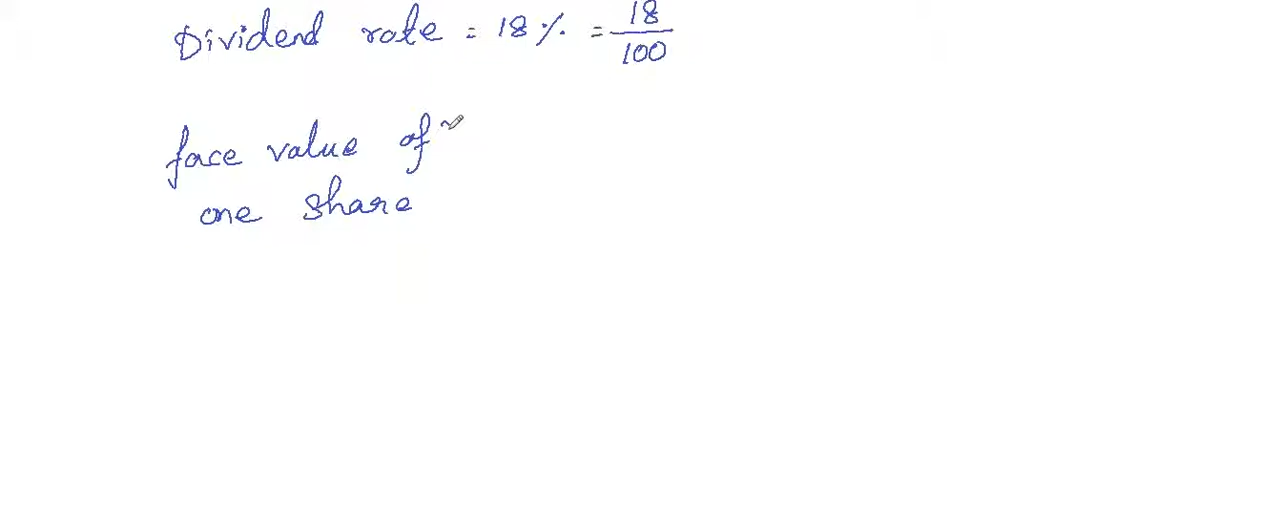 Dividend rate = 18 % = 18/100
face value of
one share